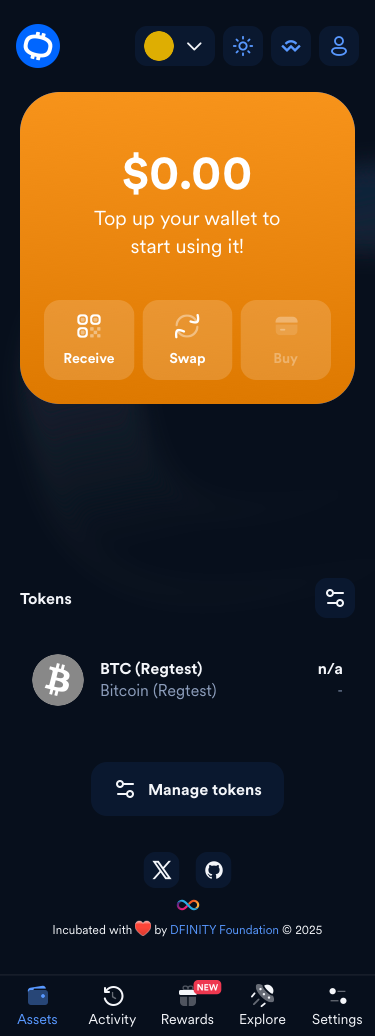 $0.00
Top up your wallet to
start using it!
Receive Swap Buy
Tokens
BTC (Regtest) n/a
Bitcoin (Regtest) -
Manage tokens
Incubated with ❤️ by DFINITY Foundation © 2025
NEW
Assets Activity Rewards Explore Settings